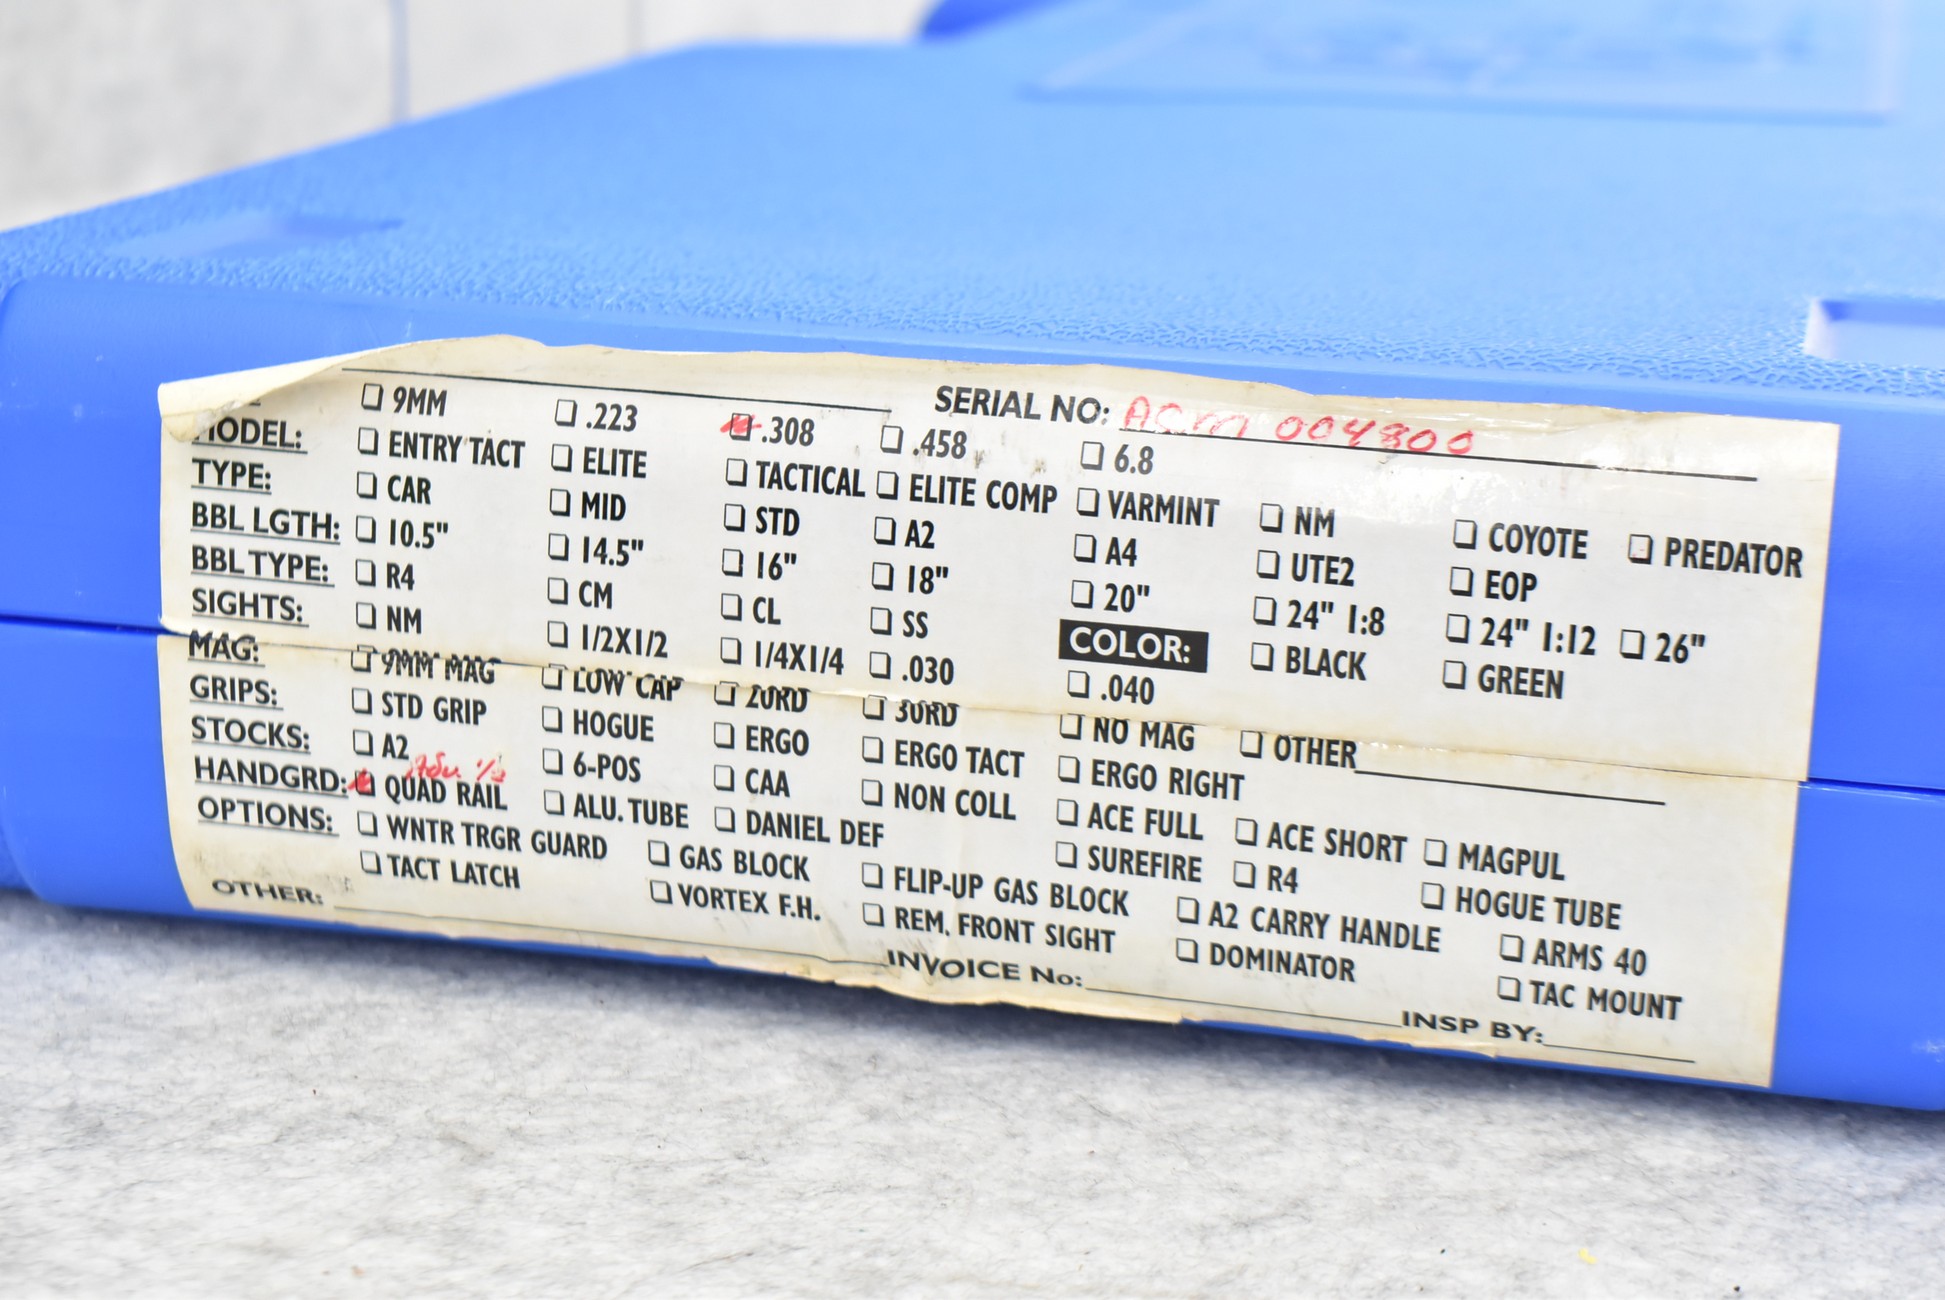 SERIAL NO: ASM 004800
❏ 9MM ❏ .223 ❏ .308 ❏ .458 ❏ 6.8
MODEL: ❏ ENTRY TACT ❏ ELITE ❏ TACTICAL ❏ ELITE COMP ❏ VARMINT ❏ NM ❏ COYOTE ❏ PREDATOR
TYPE: ❏ CAR ❏ MID ❏ STD ❏ A2 ❏ A4 ❏ UTE2 ❏ EOP
BBL LGTH: ❏ 10.5" ❏ 14.5" ❏ 16" ❏ 18" ❏ 20" ❏ 24" 1:8 ❏ 24" 1:12 ❏ 26"
BBL TYPE: ❏ R4 ❏ CM ❏ CL ❏ SS COLOR: ❏ BLACK ❏ GREEN
SIGHTS: ❏ NM ❏ 1/2X1/2 ❏ 1/4X1/4 ❏ .030 ❏ .040
MAG: ❏ 9MM MAG ❏ LOW CAP ❏ 20RD ❏ 30RD ❏ NO MAG ❏ OTHER
GRIPS: ❏ STD GRIP ❏ HOGUE ❏ ERGO ❏ ERGO TACT ❏ ERGO RIGHT
STOCKS: ❏ A2 ❏ 6-POS ❏ CAA ❏ NON COLL ❏ ACE FULL ❏ ACE SHORT ❏ MAGPUL
HANDGRD: ❏ QUAD RAIL ❏ ALU. TUBE ❏ DANIEL DEF ❏ SUREFIRE ❏ R4 ❏ HOGUE TUBE
OPTIONS: ❏ WNTR TRGR GUARD ❏ GAS BLOCK ❏ FLIP-UP GAS BLOCK ❏ A2 CARRY HANDLE ❏ ARMS 40
❏ TACT LATCH ❏ VORTEX F.H. ❏ REM. FRONT SIGHT ❏ DOMINATOR ❏ TAC MOUNT
OTHER: INVOICE No: INSP BY: